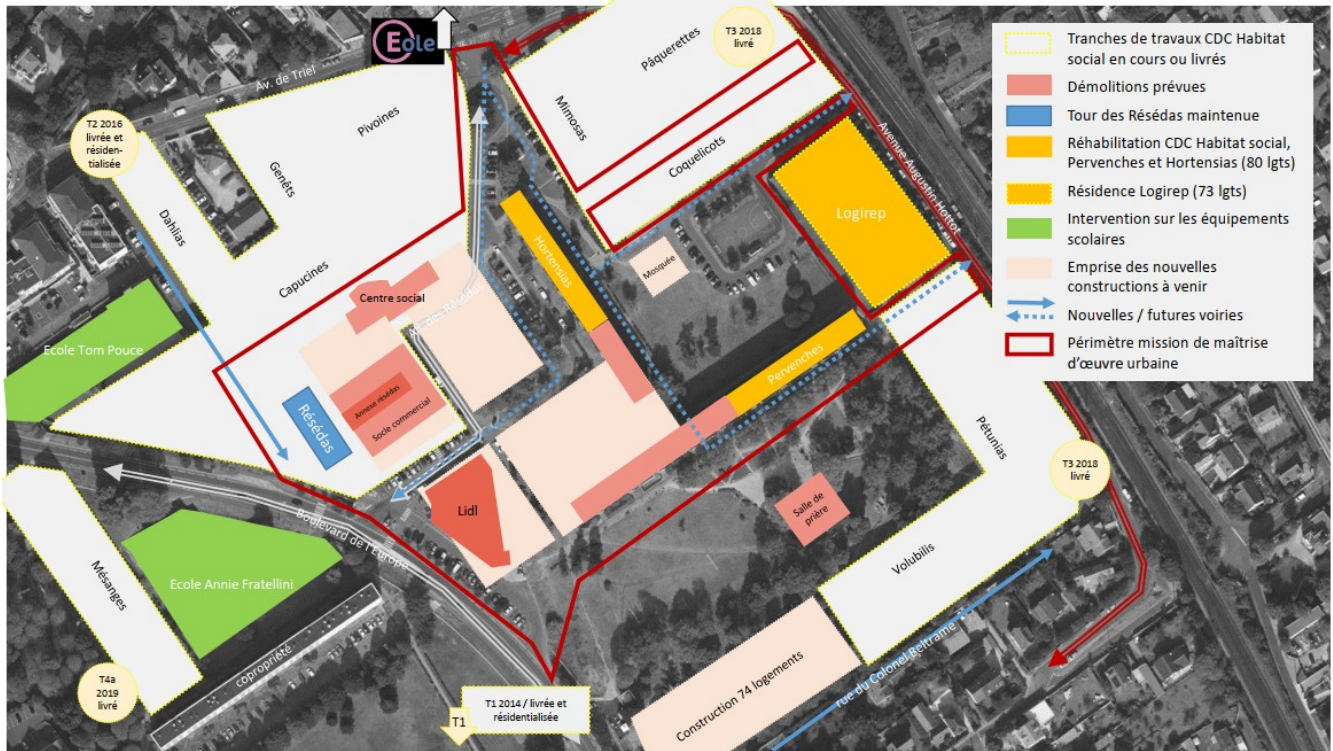 Eole
Av. de Triel
T2 2016
livrée et
résiden-
tialisée
Pivoines
Genêts
Dahlias
Capucines
T3 2018
livré
Pâquerettes
Mimosas
Coquelicots
Avenue Augustin Hottot
Logirep
Hortensias
Mosquée
Centre social
Av. des Résédas
Ecole Tom Pouce
Résédas
Annexe résédas
Socle commercial
Pervenches
Pétunias
T3 2018
livré
Lidl
Salle de
prière
Boulevard de l'Europe
Volubilis
Mésanges
Ecole Annie Fratellini
copropriété
rue du Colonel Beltrame
Construction 74 logements
T4a
2019
livré
T1
T1 2014 / livrée et
résidentialisée
Tranches de travaux CDC Habitat
social en cours ou livrés
Démolitions prévues
Tour des Résédas maintenue
Réhabilitation CDC Habitat social,
Pervenches et Hortensias (80 lgts)
Résidence Logirep (73 lgts)
Intervention sur les équipements
scolaires
Emprise des nouvelles
constructions à venir
Nouvelles / futures voiries
Périmètre mission de maîtrise
d'œuvre urbaine